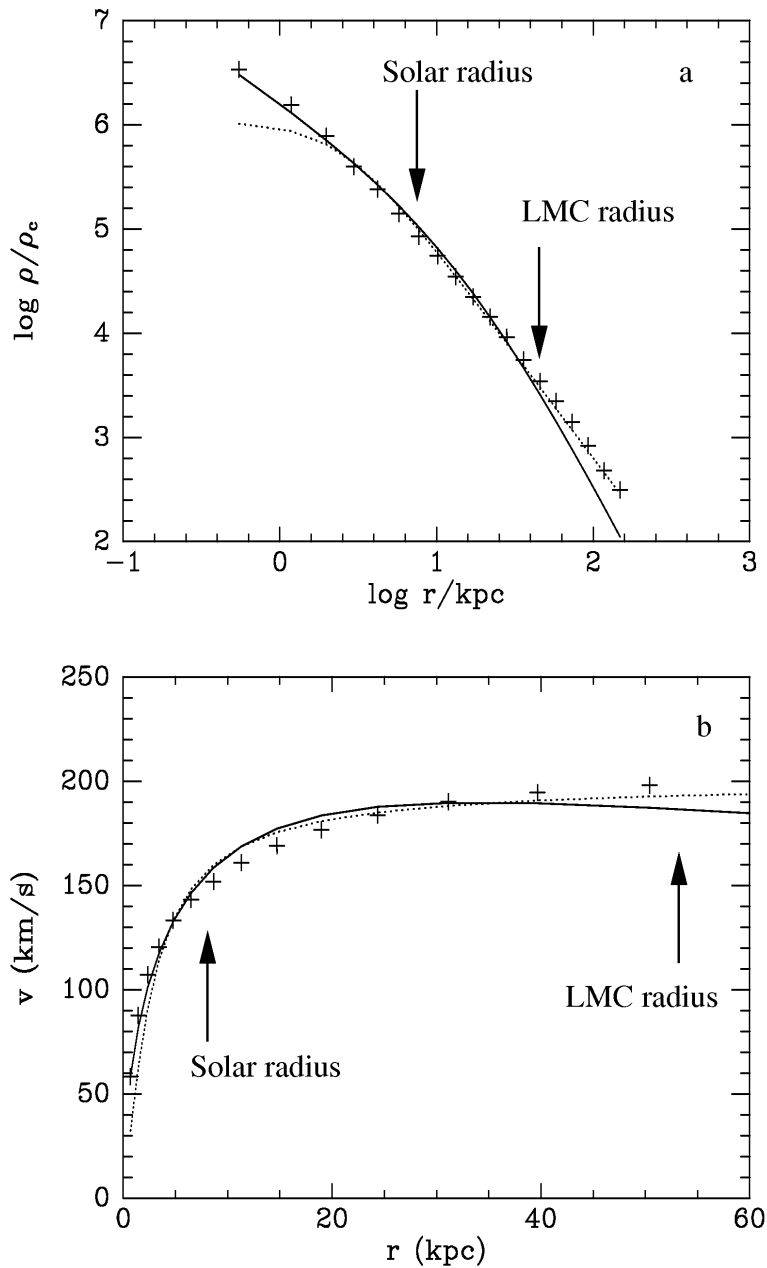 7
6
5
4
3
2
log ρ/ρc
Solar radius
a
LMC radius
−1
0
1
2
3
log r/kpc
250
200
150
100
50
0
v (km/s)
b
LMC radius
Solar radius
0
20
40
60
r (kpc)